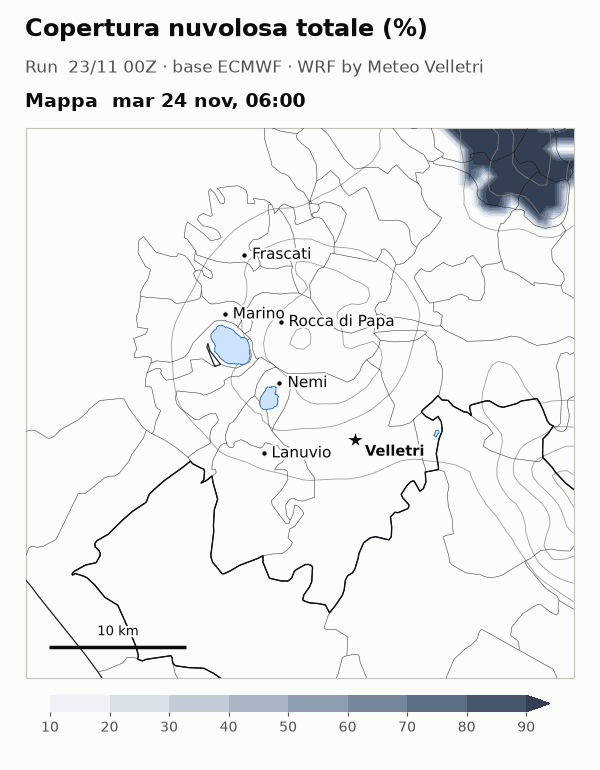 Copertura nuvolosa totale (%)
Run  23/11 00Z · base ECMWF · WRF by Meteo Velletri
Mappa  mar 24 nov, 06:00
Frascati
Marino
Rocca di Papa
Nemi
Velletri
Lanuvio
10 km
10 20 30 40 50 60 70 80 90